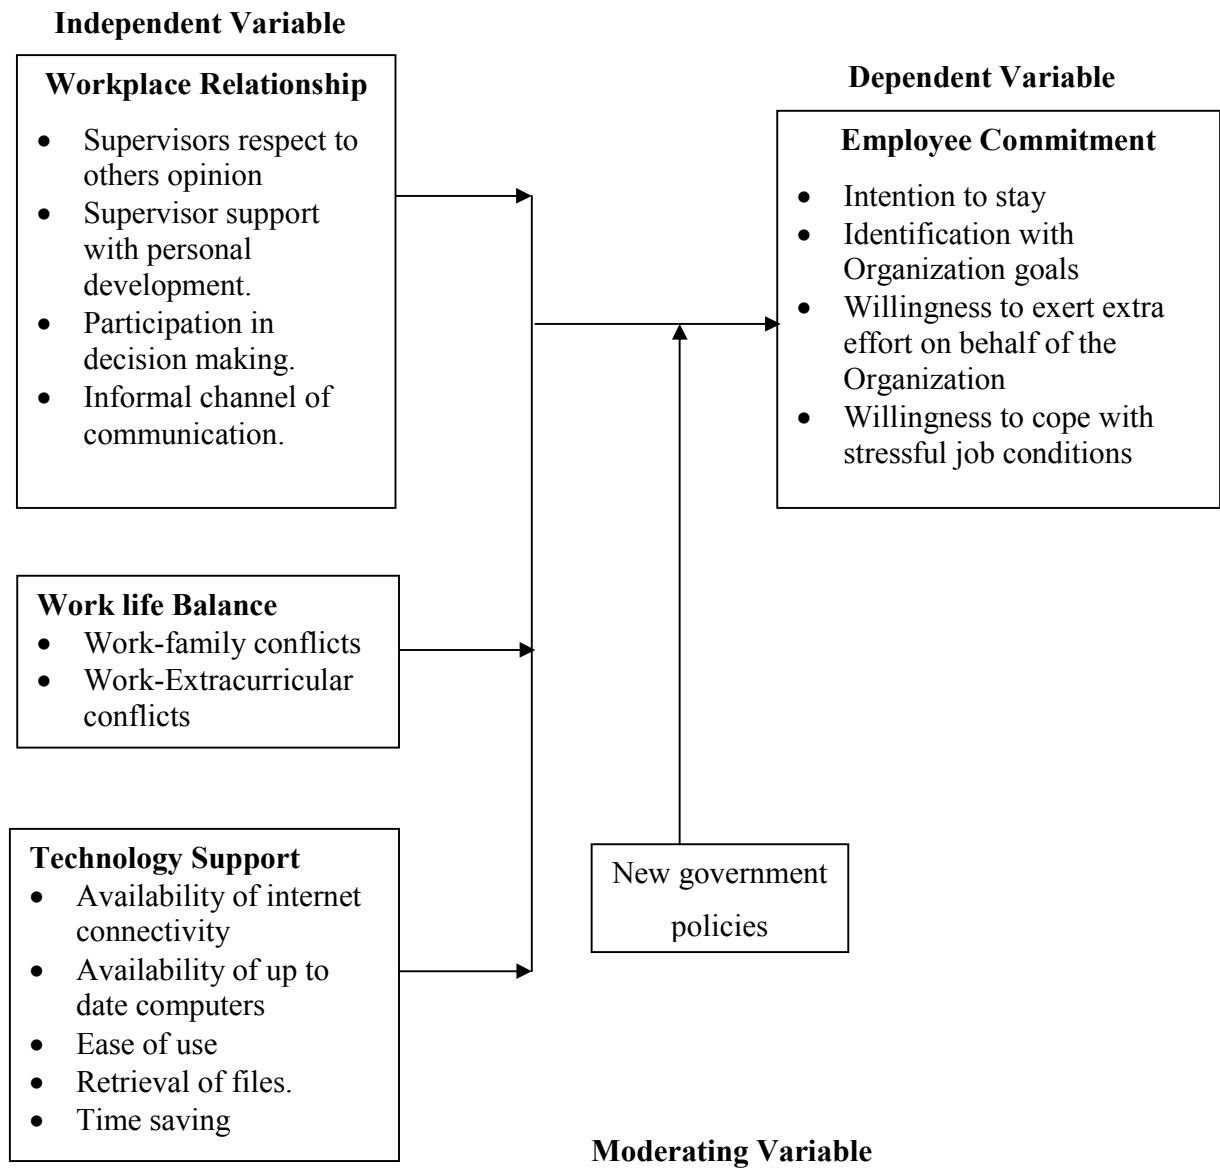 Independent Variable
Workplace Relationship
• Supervisors respect to
others opinion
• Supervisor support
with personal
development.
• Participation in
decision making.
• Informal channel of
communication.
Dependent Variable
Employee Commitment
• Intention to stay
• Identification with
Organization goals
• Willingness to exert extra
effort on behalf of the
Organization
• Willingness to cope with
stressful job conditions
Work life Balance
• Work-family conflicts
• Work-Extracurricular
conflicts
Technology Support
• Availability of internet
connectivity
• Availability of up to
date computers
• Ease of use
• Retrieval of files.
• Time saving
New government
policies
Moderating Variable